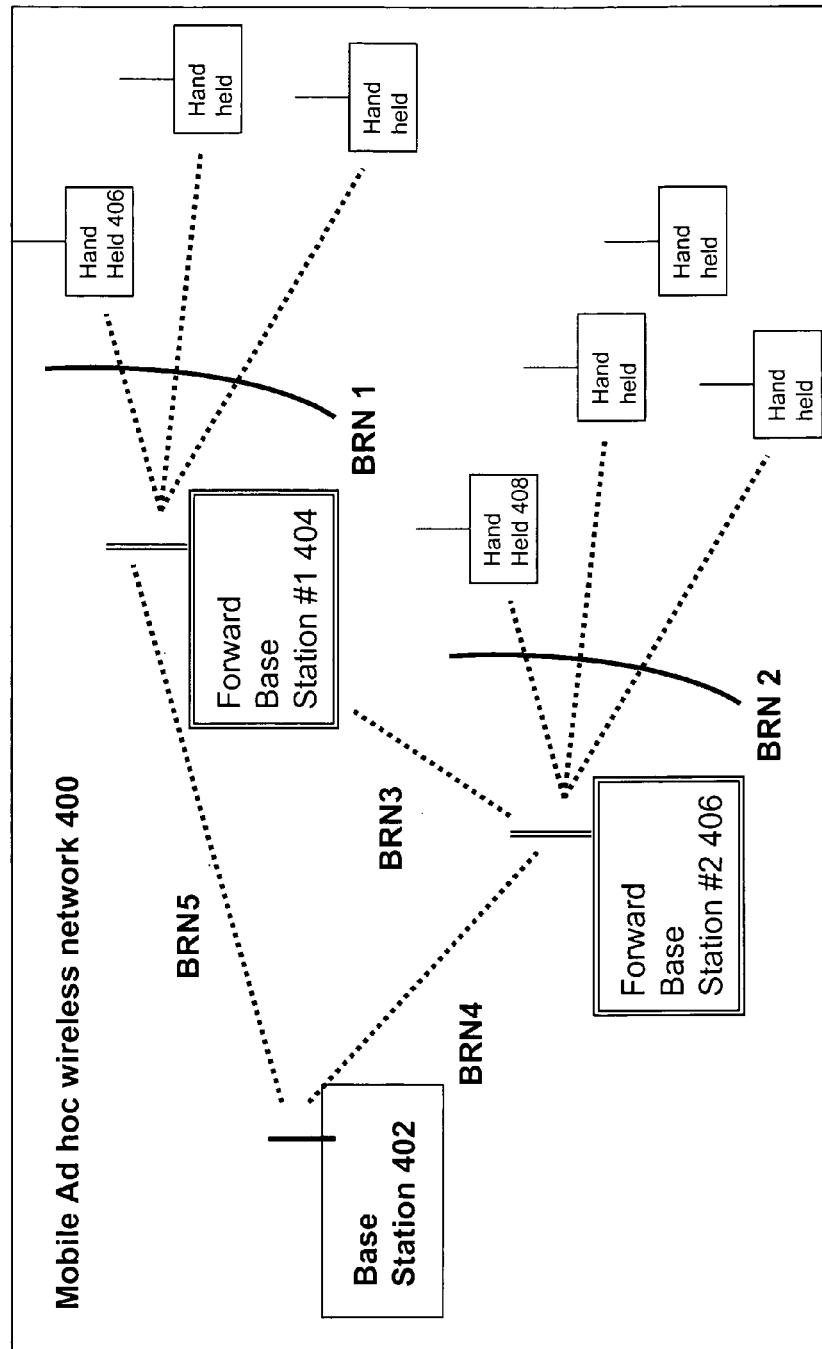 Mobile Ad hoc wireless network 400
BRN5
Forward
Base
Station #1 404
BRN 1
Hand
Held 406
Hand
held
Hand
held
Base
Station 402
BRN4
BRN3
Forward
Base
Station #2 406
BRN 2
Hand
Held 408
Hand
held
Hand
held
Hand
held